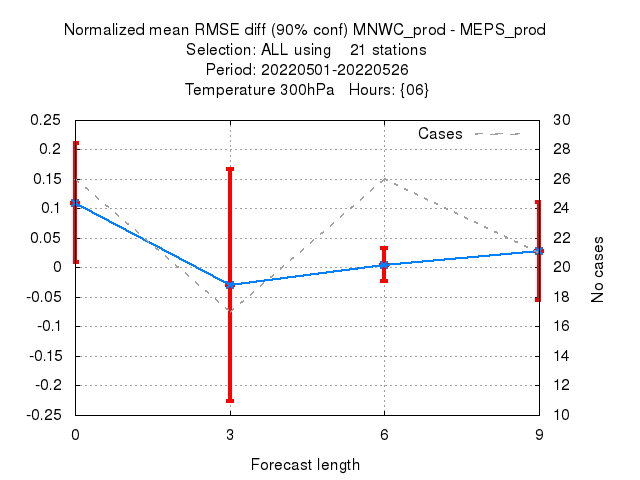 Normalized mean RMSE diff (90% conf) MNWC_prod - MEPS_prod
Selection: ALL using 21 stations
Period: 20220501-20220526
Temperature 300hPa Hours: {06}
Cases
0.25
0.2
0.15
0.1
0.05
0
-0.05
-0.1
-0.15
-0.2
-0.25
30
28
26
24
22
20
18
16
14
12
10
No cases
0 3 6 9
Forecast length